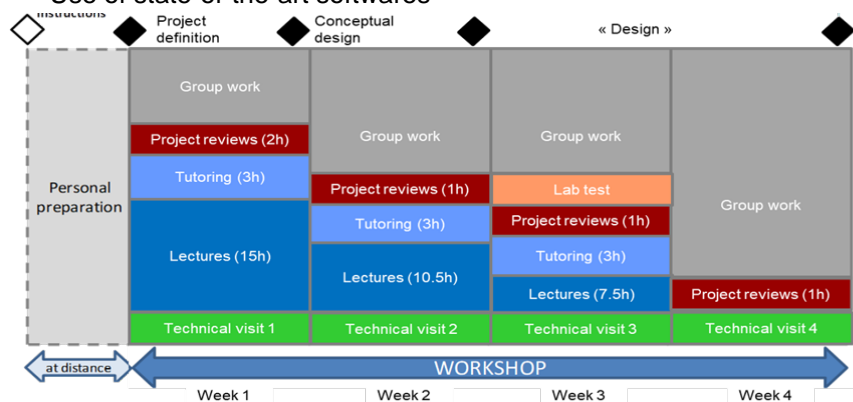 Use of state-of-the-art softwares
instructions
Project
definition
Conceptual
design
« Design »
Group work
Project reviews (2h)
Tutoring (3h)
Lectures (15h)
Technical visit 1
Group work
Project reviews (1h)
Tutoring (3h)
Lectures (10.5h)
Technical visit 2
Group work
Lab test
Project reviews (1h)
Tutoring (3h)
Lectures (7.5h)
Technical visit 3
Group work
Project reviews (1h)
Technical visit 4
Personal
preparation
at distance
WORKSHOP
Week 1
Week 2
Week 3
Week 4